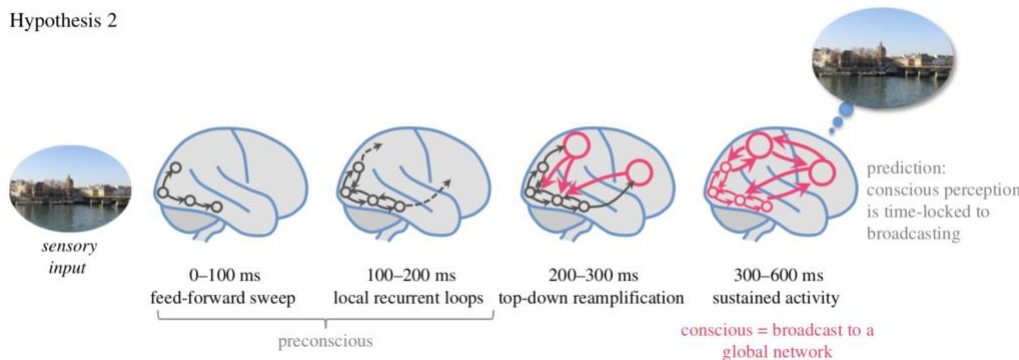 Hypothesis 2
sensory
input
0–100 ms
feed-forward sweep
100–200 ms
local recurrent loops
200–300 ms
top-down reamplification
300–600 ms
sustained activity
prediction:
conscious perception
is time-locked to
broadcasting
preconscious
conscious = broadcast to a
global network